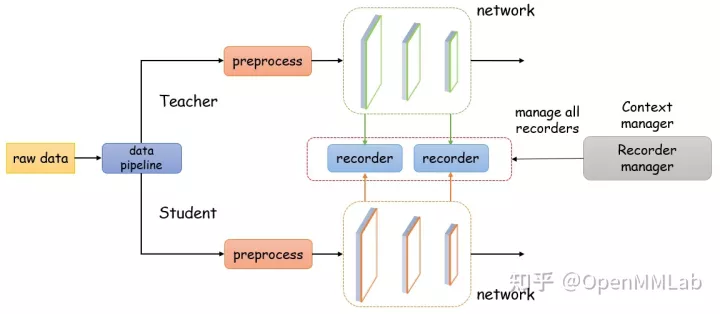 network
preprocess
Teacher
manage all
recorders
Context
manager
raw data
data
pipeline
recorder
recorder
Recorder
manager
Student
preprocess
network
知乎 @OpenMMLab